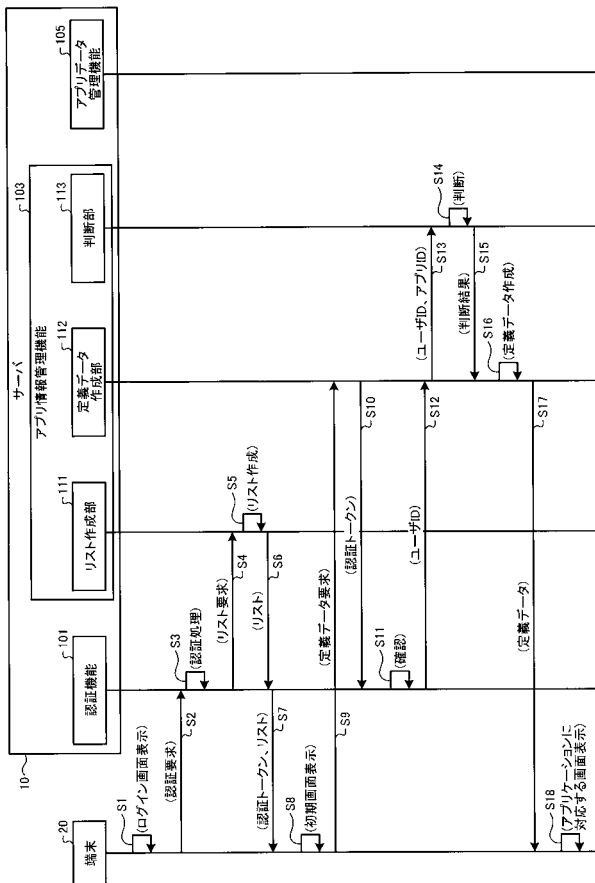 サーバ
10
アプリ情報管理機能
103
20
端末
101
認証機能
111
リスト作成部
112
定義データ
作成部
113
判断部
105
アプリデータ
管理機能
S1
(ログイン画面表示)
(認証要求)
S2
S3
(認証処理)
(リスト要求)
S4
S5
(リスト作成)
(リスト)
S6
(認証トークン、リスト)
S7
S8
(初期画面表示)
(定義データ要求)
S9
(認証トークン)
S10
S11
(確認)
(ユーザID)
S12
(ユーザID、アプリID)
S13
S14
(判断)
(判断結果)
S15
S16
(定義データ作成)
(定義データ)
S17
S18
(アプリケーションに
対応する画面表示)